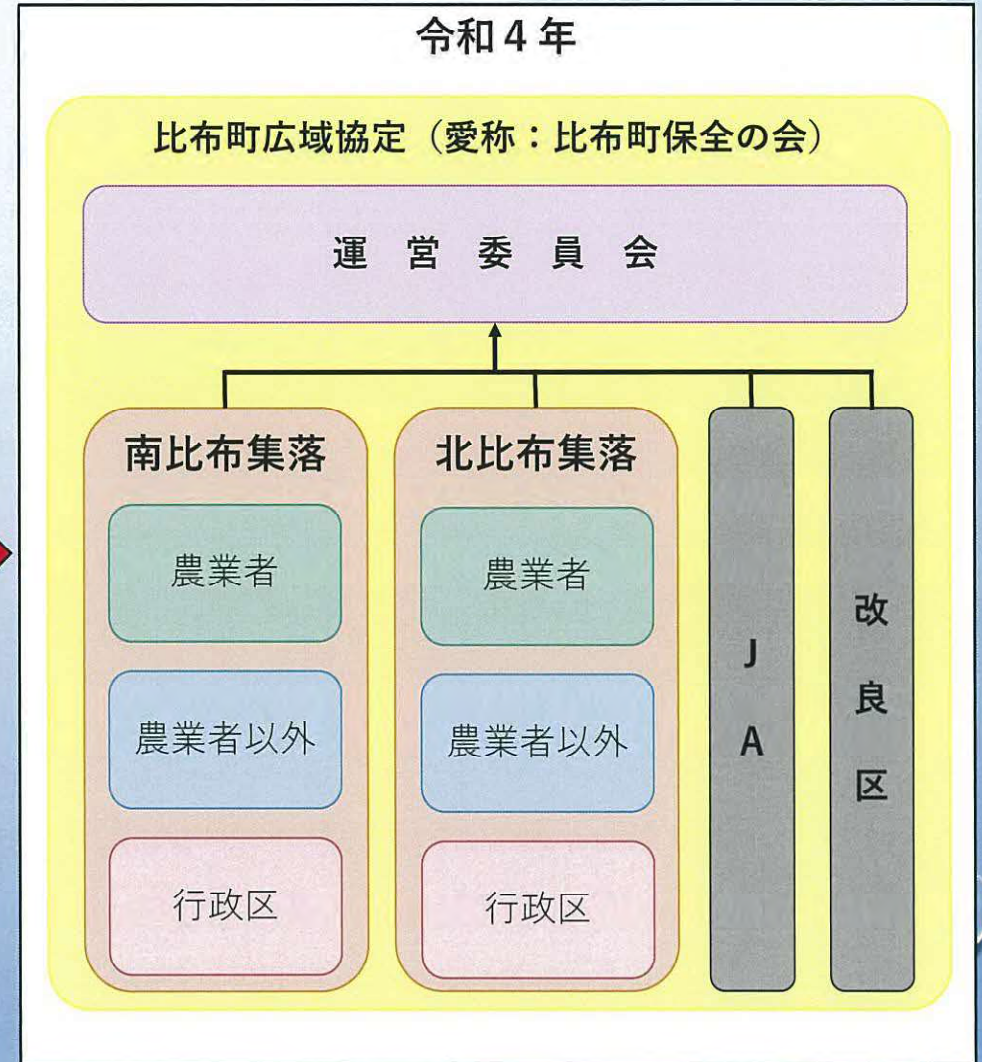 令和4年
比布町広域協定（愛称：比布町保全の会）
運営委員会
南比布集落
農業者
農業者以外
行政区
北比布集落
農業者
農業者以外
行政区
JA
改良区